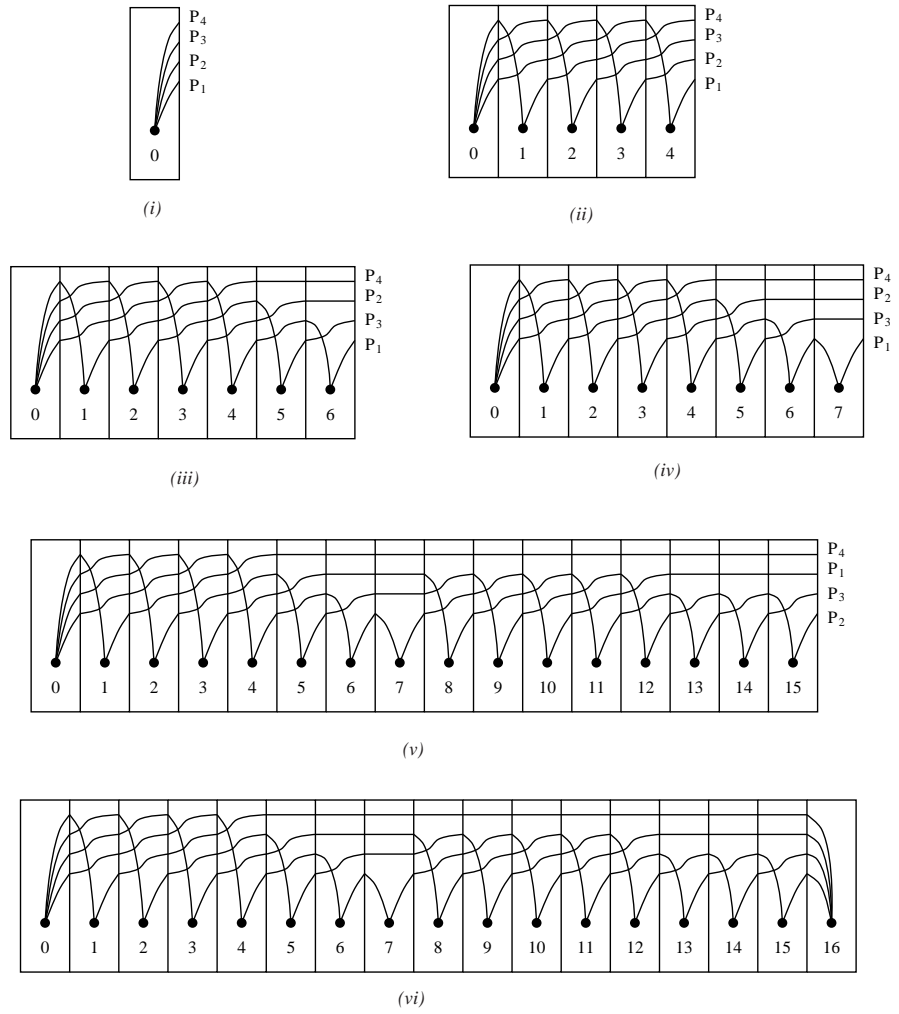 P4
P3
P2
P1
0
(i)
P4
P3
P2
P1
0 1 2 3 4
(ii)
P4
P2
P3
P1
0 1 2 3 4 5 6
(iii)
P4
P2
P3
P1
0 1 2 3 4 5 6 7
(iv)
P4
P1
P3
P2
0 1 2 3 4 5 6 7 8 9 10 11 12 13 14 15
(v)
0 1 2 3 4 5 6 7 8 9 10 11 12 13 14 15 16
(vi)